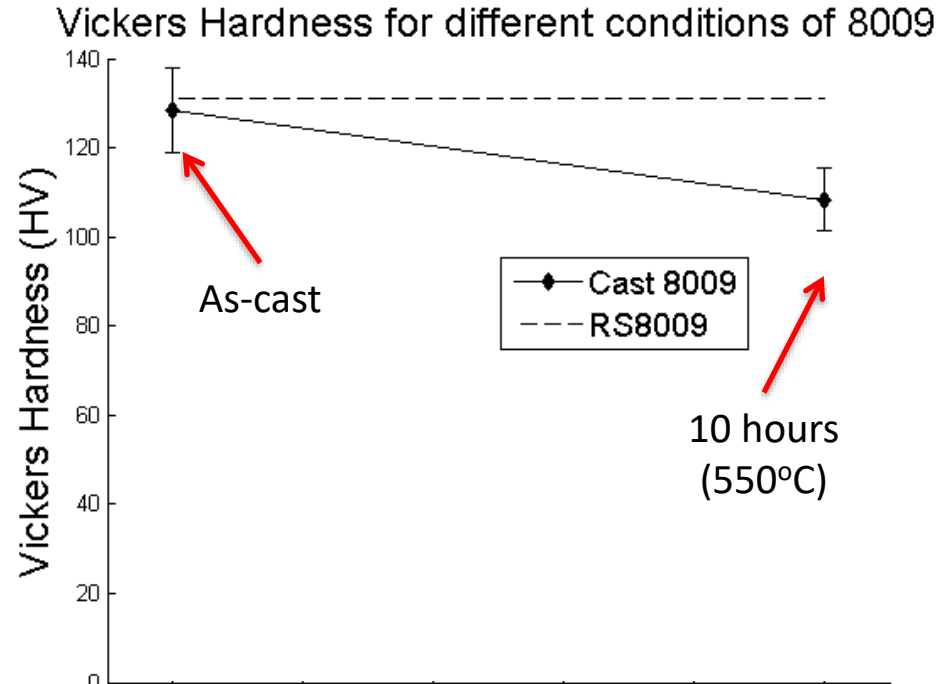 Vickers Hardness for different conditions of 8009
140
120
100
80
60
40
20
0
Vickers Hardness (HV)
As-cast
Cast 8009
RS8009
10 hours
(550ºC)